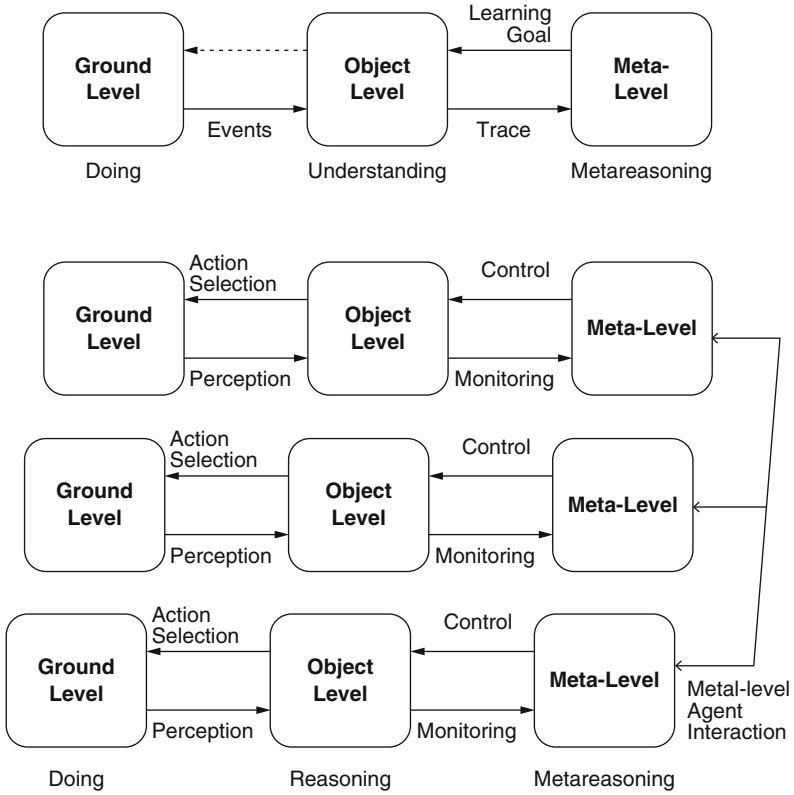 Learning
Goal
Ground
Level
Object
Level
Meta-
Level
Events
Trace
Doing
Understanding
Metareasoning
Action
Selection
Control
Ground
Level
Object
Level
Meta-Level
Perception
Monitoring
Action
Selection
Control
Ground
Level
Object
Level
Meta-Level
Perception
Monitoring
Action
Selection
Control
Ground
Level
Object
Level
Meta-Level
Perception
Monitoring
Metal-level
Agent
Interaction
Doing
Reasoning
Metareasoning